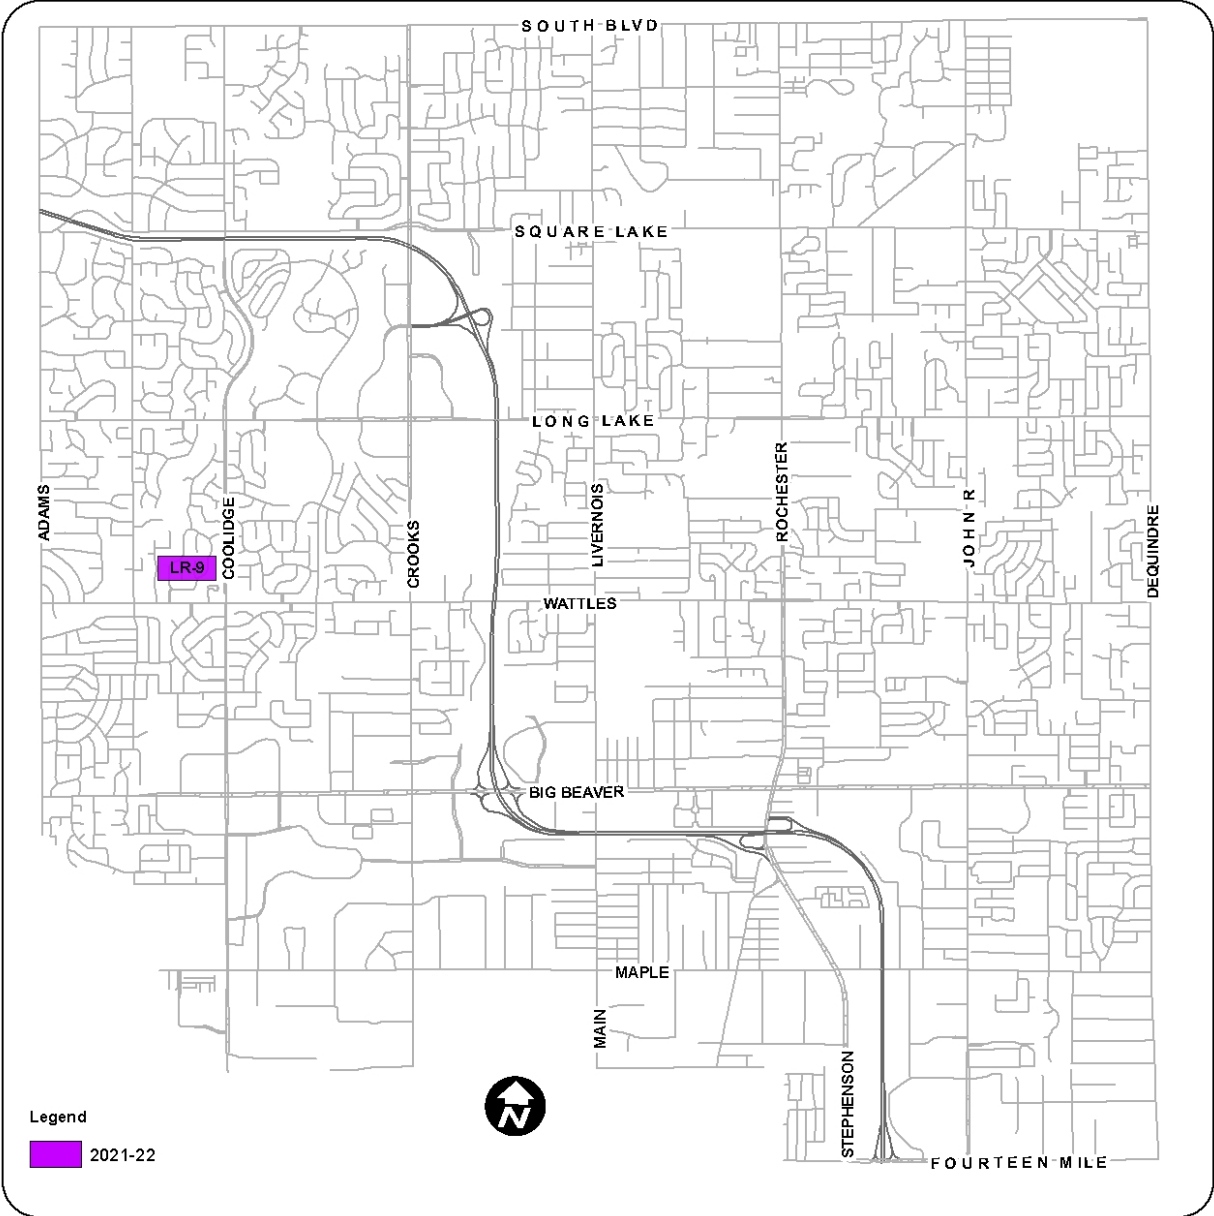 SOUTH BLVD
SQUARE LAKE
LONG LAKE
ADAMS
COOLIDGE
CROOKS
LIVERNOIS
ROCHESTER
JOHN R
DEQUINDRE
LR-9
WATTLES
BIG BEAVER
MAPLE
MAIN
STEPHENSON
N
Legend
2021-22
FOURTEEN MILE